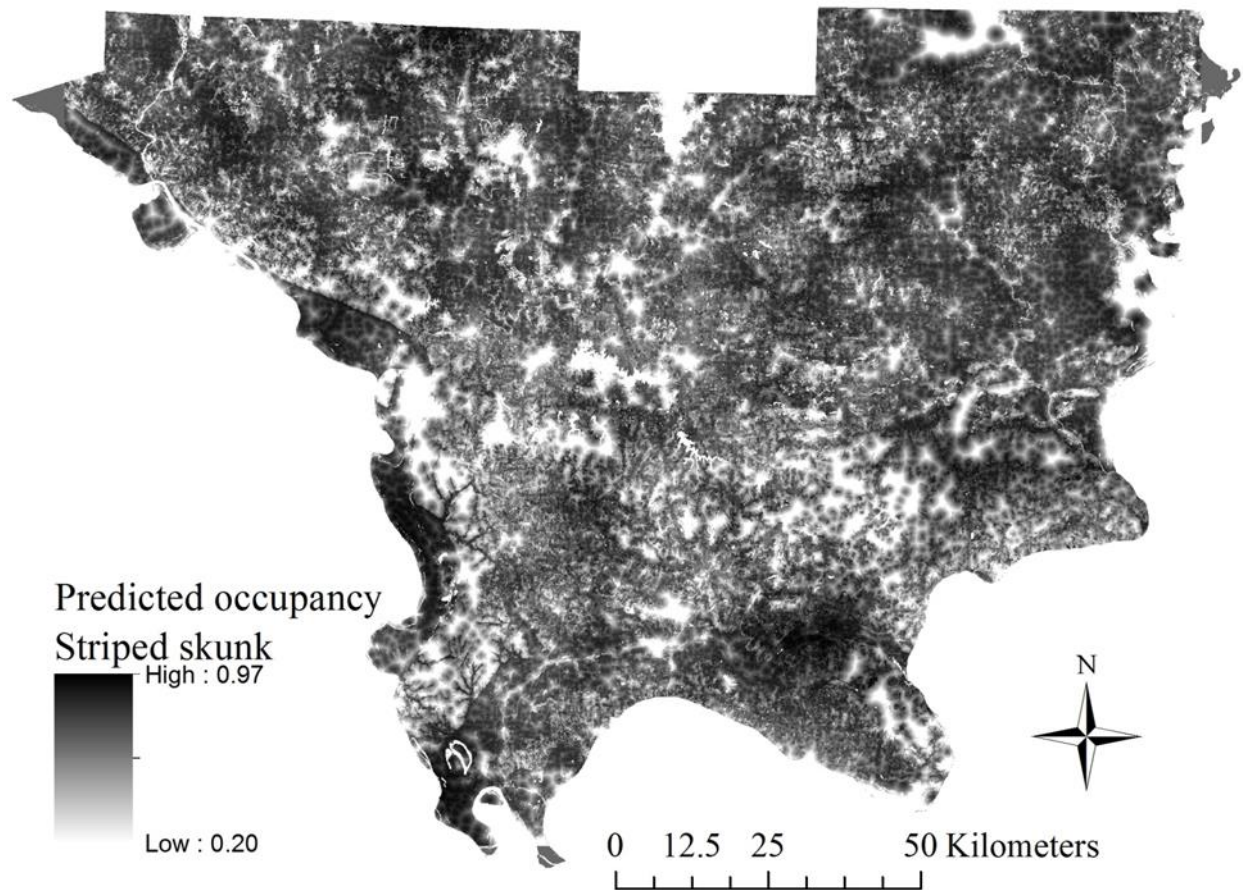 Predicted occupancy
Striped skunk
High : 0.97
Low : 0.20
N
0 12.5 25 50 Kilometers